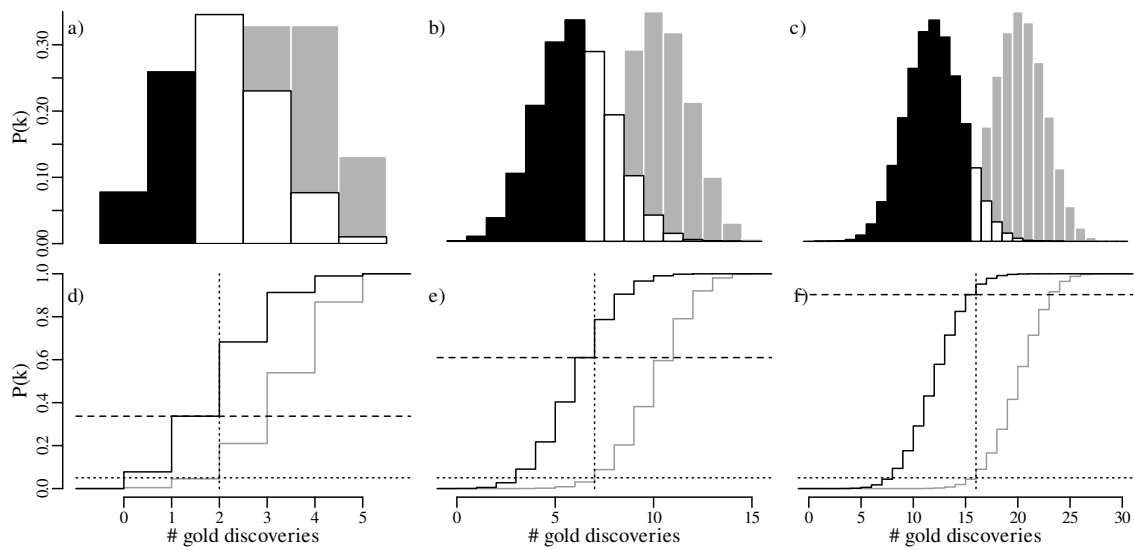 a)
b)
c)
P(k)
0.00 0.10 0.20 0.30
d)
e)
f)
P(k)
0.0 0.2 0.4 0.6 0.8 1.0
0 1 2 3 4 5
0 5 10 15
0 5 10 15 20 25 30
# gold discoveries
# gold discoveries
# gold discoveries